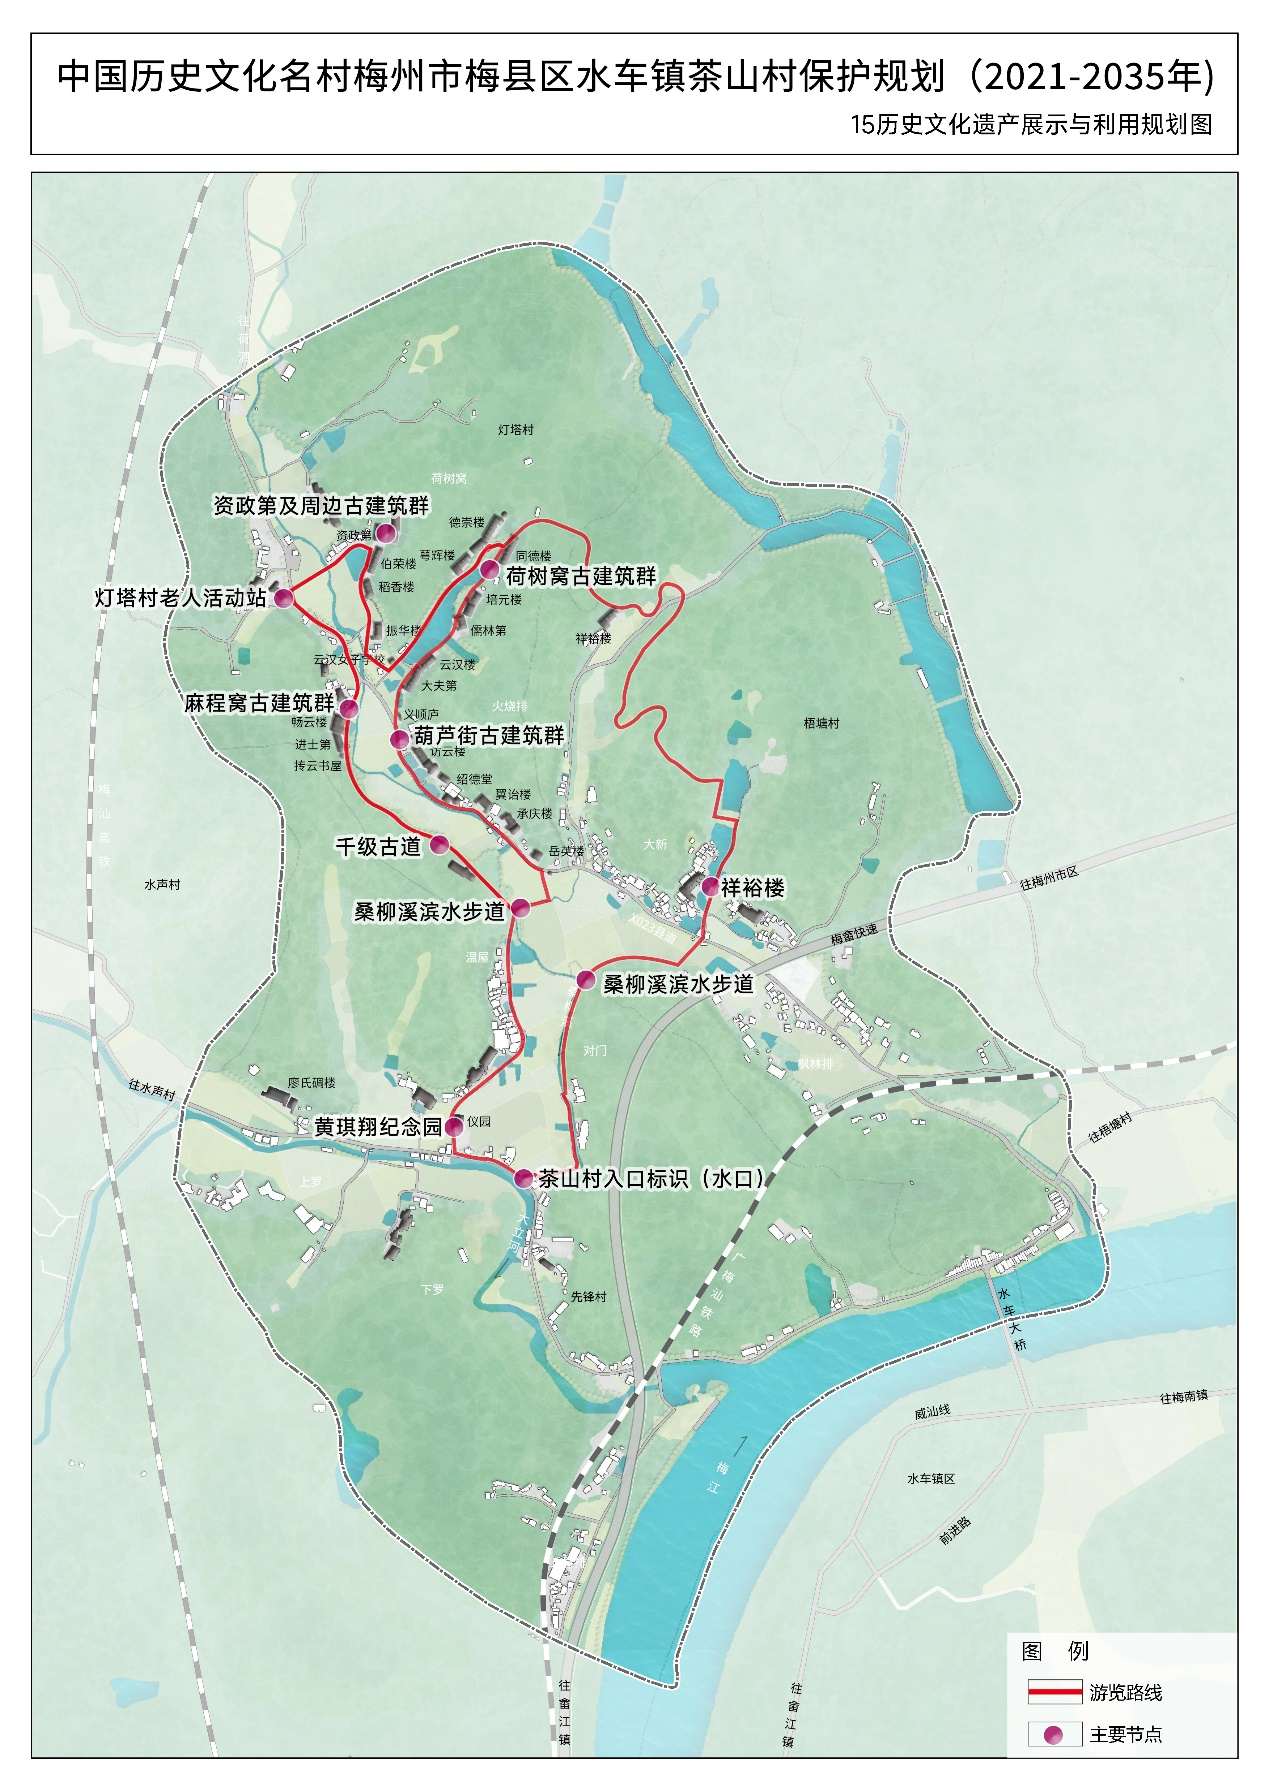 中国历史文化名村梅州市梅县区水车镇茶山村保护规划（2021-2035年)
15历史文化遗产展示与利用规划图
往荷泗
灯塔村
荷树窝
资政第及周边古建筑群
德崇楼
资政第
萼辉楼
同德楼
伯荣楼
荷树窝古建筑群
稻香楼
灯塔村老人活动站
培元楼
振华楼
儒林第
祥裕楼
云汉女子学校
云汉楼
大夫第
麻程窝古建筑群
火烧排
义顺庐
畅云楼
梧塘村
葫芦街古建筑群
进士第
访云楼
抟云书屋
绍德堂
翼诒楼
梅汕高铁
承庆楼
千级古道
岳英楼
大新
水声村
祥裕楼
往梅州市区
桑柳溪滨水步道
X023县道
梅畲快速
温屋
桑柳溪滨水步道
对门
枫林排
往水声村
廖氏碉楼
黄琪翔纪念园
仪园
往梧塘村
茶山村入口标识（水口）
上罗
大立河
广梅汕铁路
下罗
先锋村
水车大桥
威汕线
往梅南镇
梅江
水车镇区
前进路
往畲江镇
往畲江镇
图 例
游览路线
主要节点